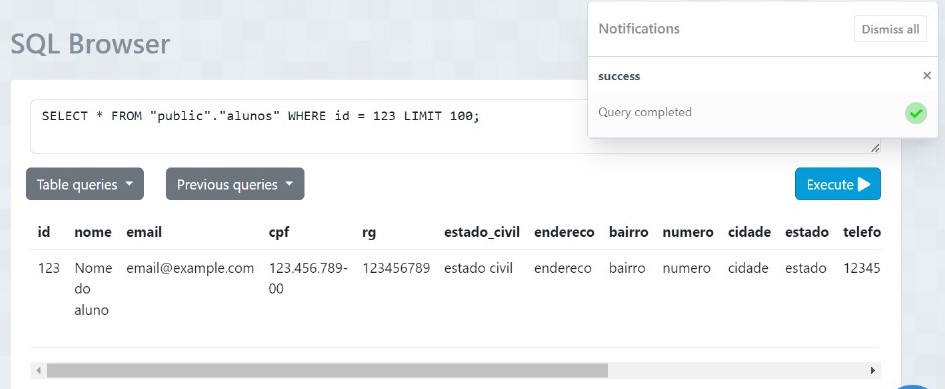 SQL Browser
Notifications
Dismiss all
success
×
Query completed
SELECT * FROM "public"."alunos" WHERE id = 123 LIMIT 100;
Table queries
Previous queries
Execute
id nome email cpf rg estado_civil endereco bairro numero cidade estado telefo
123 Nome email@example.com 123.456.789- 123456789 estado civil endereco bairro numero cidade estado 12345
do 00
aluno